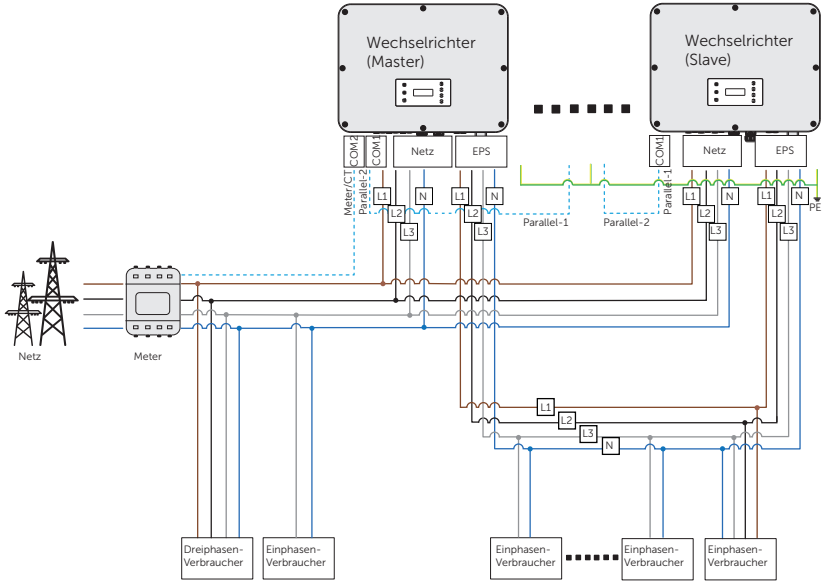 Wechselrichter
(Master)
Wechselrichter
(Slave)
Meter/CT
COM2
Parallel-2
COM1
Netz
EPS
COM1
Parallel-1
Netz
EPS
L1
L2
L3
N
L1
L2
L3
N
Parallel-1
Parallel-2
L1
L2
L3
N
L1
L2
L3
N
PE
Netz
Meter
L1
L2
L3
N
Dreiphasen-
Verbraucher
Einphasen-
Verbraucher
Einphasen-
Verbraucher
Einphasen-
Verbraucher
Einphasen-
Verbraucher